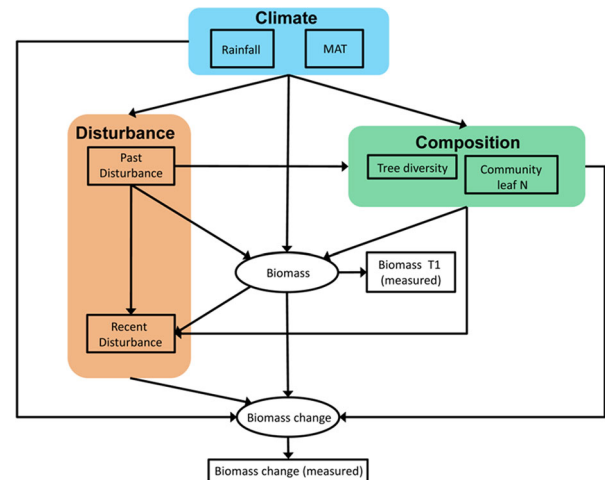 Climate
Rainfall
MAT
Disturbance
Past
Disturbance
Composition
Tree diversity
Community
leaf N
Biomass
Biomass T1
(measured)
Recent
Disturbance
Biomass change
Biomass change (measured)